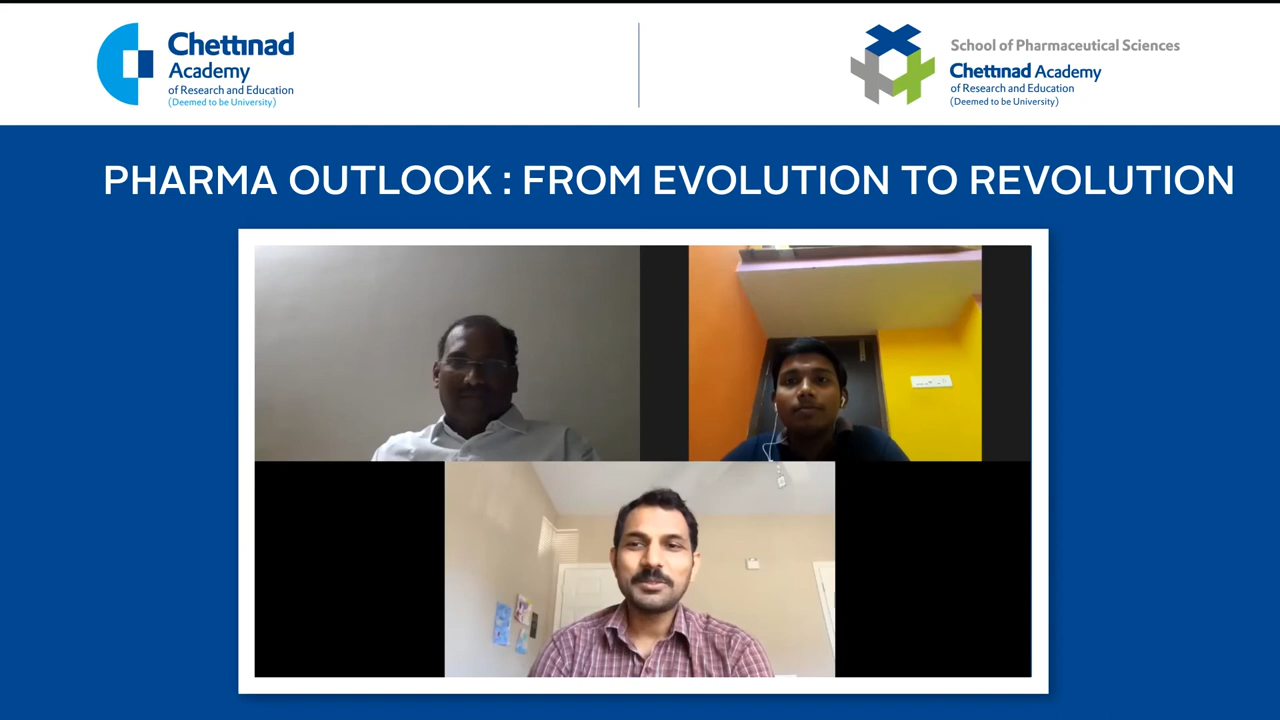 Chettinad
Academy
of Research and Education
(Deemed to be University)
School of Pharmaceutical Sciences
Chettinad Academy
of Research and Education
(Deemed to be University)
PHARMA OUTLOOK : FROM EVOLUTION TO REVOLUTION